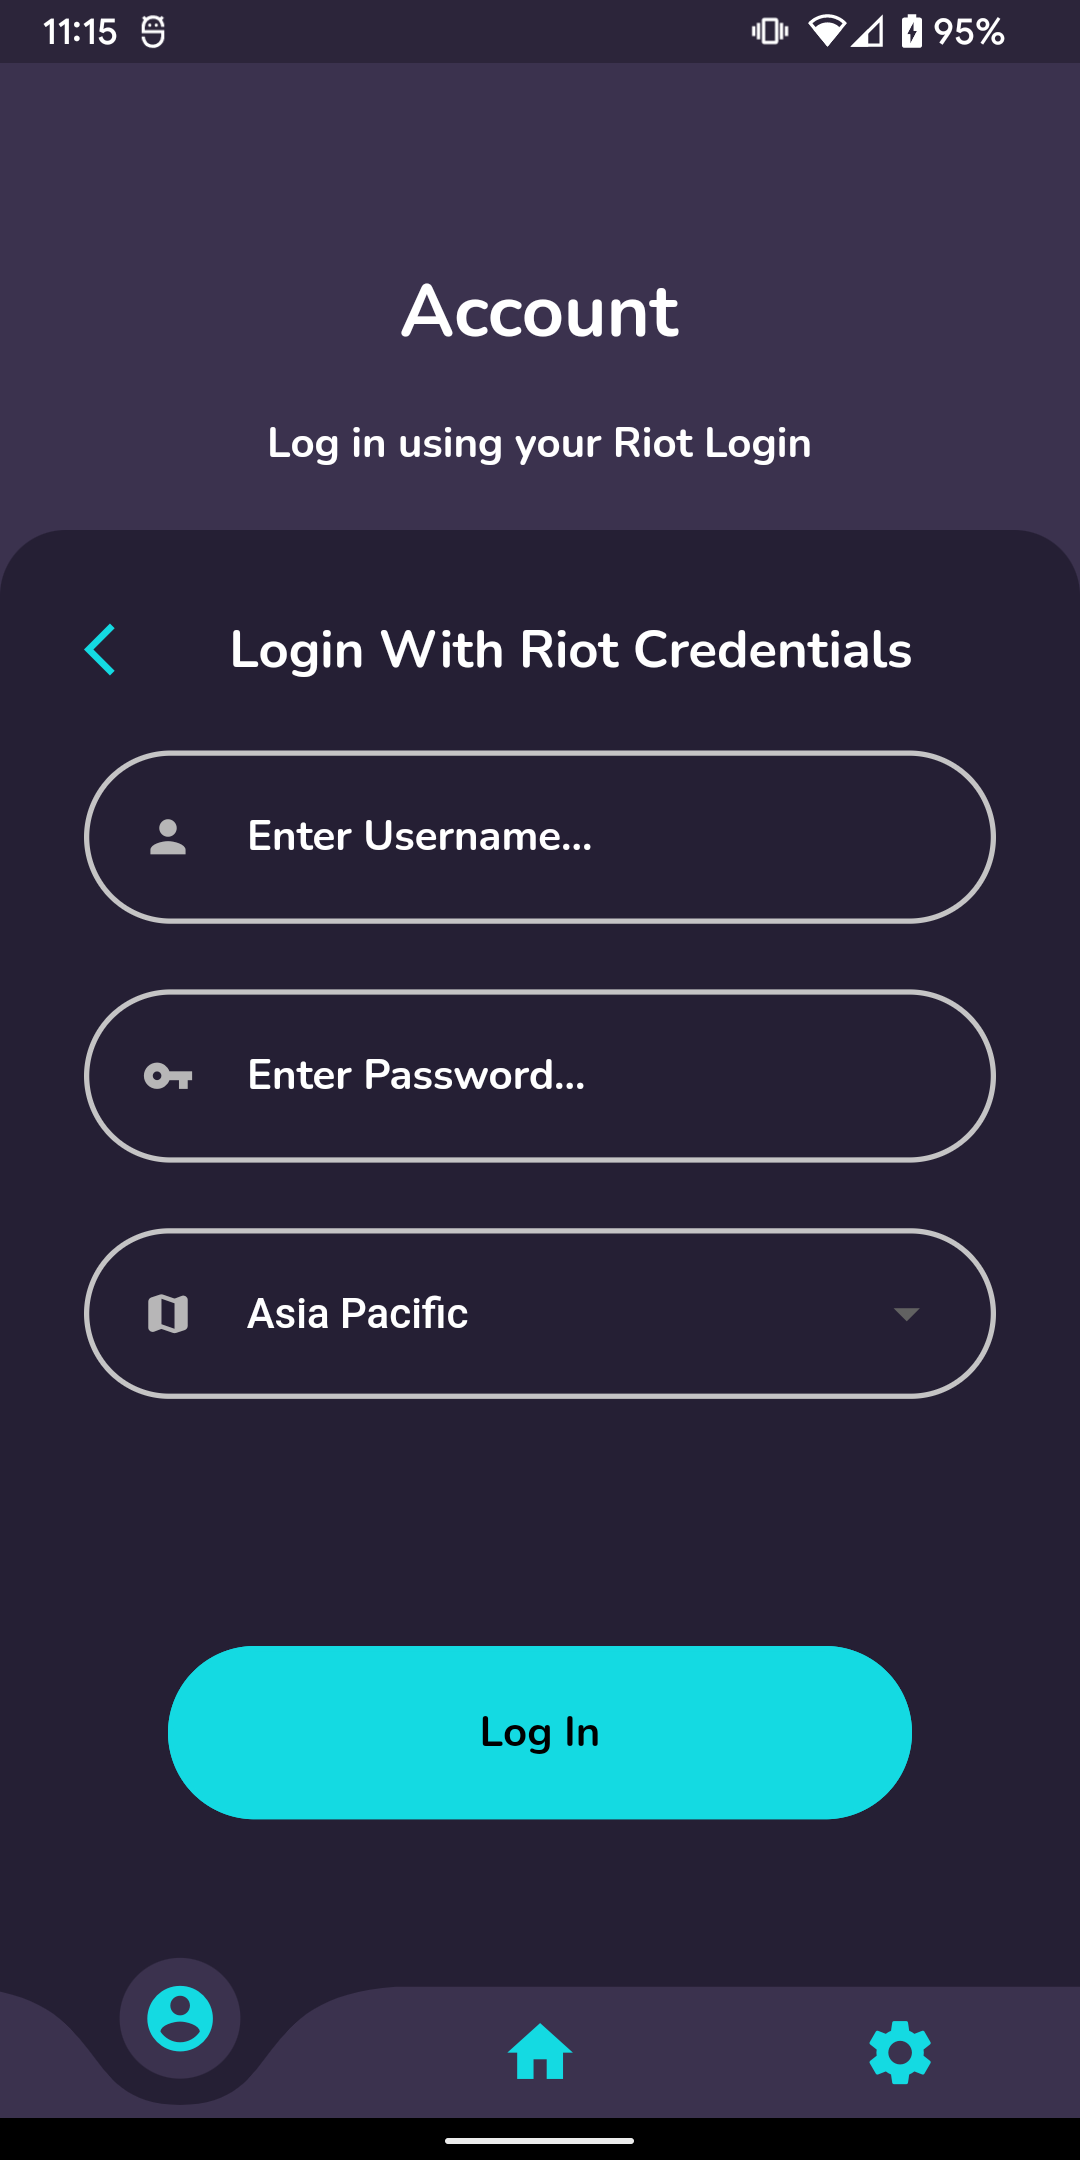 11:15 95%
Account
Log in using your Riot Login
Login With Riot Credentials
Enter Username...
Enter Password...
Asia Pacific
Log In